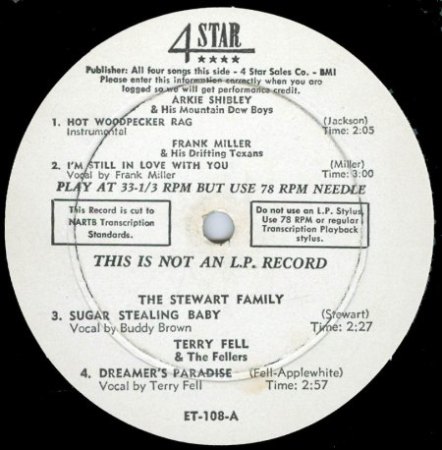 4 STAR
★★★★
Publisher: All four songs this side - 4 Star Sales Co. - BMI
Please enter this information correctly when you are
logged so we will get performance credit.
ARKIE SHIBLEY
& His Mountain Dew Boys
1. HOT WOODPECKER RAG (Jackson)
Instrumental Time: 2:05
FRANK MILLER
& His Drifting Texans
2. I'M STILL IN LOVE WITH YOU (Miller)
Vocal by Frank Miller Time: 3:00
PLAY AT 33-1/3 RPM BUT USE 78 RPM NEEDLE
This Record is cut to
NARTB Transcription
Standards.
Do not use an L.P. Stylus,
use 78 RPM or regular
Transcription Playback
stylus.
THIS IS NOT AN L.P. RECORD
THE STEWART FAMILY
3. SUGAR STEALING BABY (Stewart)
Vocal by Buddy Brown Time: 2:27
TERRY FELL
& The Fellers
4. DREAMER'S PARADISE (Fell-Applewhite)
Vocal by Terry Fell Time: 2:57
ET-108-A